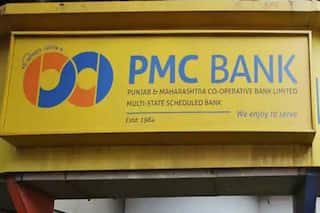 PMC BANK
PUNJAB & MAHARASHTRA CO-OPERATIVE BANK LIMITED
MULTI-STATE SCHEDULED BANK
Estd. 1984
We enjoy to serve